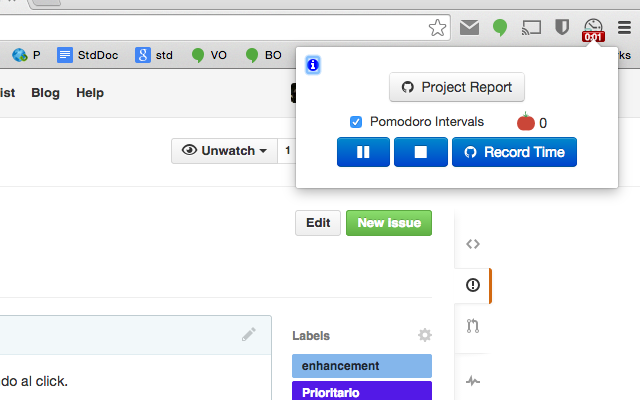 0:01
P StdDoc std VO BO ks
ist Blog Help
Project Report
Pomodoro Intervals 0
Unwatch 1
Record Time
Edit New Issue
Labels
enhancement
do al click.
Prioritario